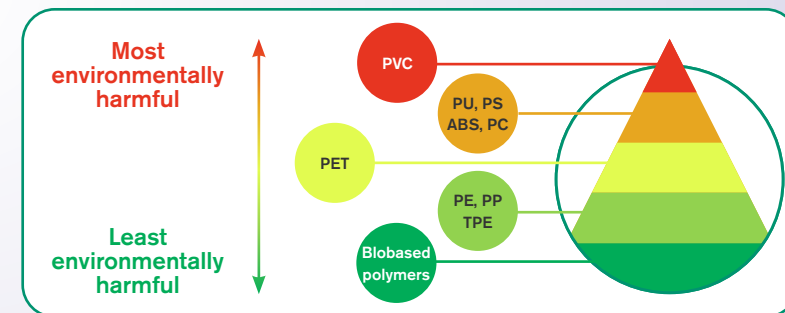 Most
environmentally
harmful
PVC
PU, PS
ABS, PC
PET
PE, PP
TPE
Least
environmentally
harmful
Blobased
polymers